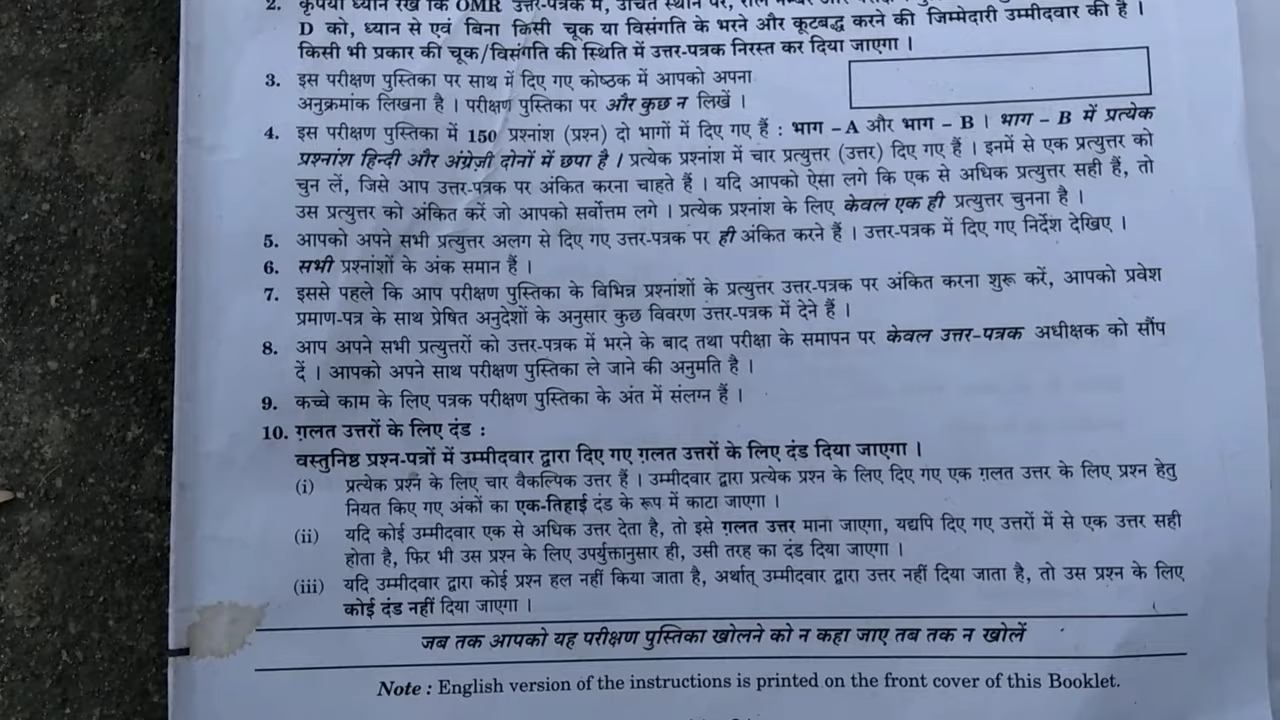 2. कृपया ध्यान रखें कि OMR उत्तर-पत्रक में, उचित स्थान पर, रोल नम्बर और
D को, ध्यान से एवं बिना किसी चूक या विसंगति के भरने और कूटबद्ध करने की जिम्मेदारी उम्मीदवार की है ।
किसी भी प्रकार की चूक/विसंगति की स्थिति में उत्तर-पत्रक निरस्त कर दिया जाएगा ।
3. इस परीक्षण पुस्तिका पर साथ में दिए गए कोष्ठक में आपको अपना
अनुक्रमांक लिखना है । परीक्षण पुस्तिका पर और कुछ न लिखें ।
4. इस परीक्षण पुस्तिका में 150 प्रश्नांश (प्रश्न) दो भागों में दिए गए हैं : भाग – A और भाग – B । भाग – B में प्रत्येक
प्रश्नांश हिन्दी और अंग्रेज़ी दोनों में छपा है । प्रत्येक प्रश्नांश में चार प्रत्युत्तर (उत्तर) दिए गए हैं । इनमें से एक प्रत्युत्तर को
चुन लें, जिसे आप उत्तर-पत्रक पर अंकित करना चाहते हैं । यदि आपको ऐसा लगे कि एक से अधिक प्रत्युत्तर सही हैं, तो
उस प्रत्युत्तर को अंकित करें जो आपको सर्वोत्तम लगे । प्रत्येक प्रश्नांश के लिए केवल एक ही प्रत्युत्तर चुनना है ।
5. आपको अपने सभी प्रत्युत्तर अलग से दिए गए उत्तर-पत्रक पर ही अंकित करने हैं । उत्तर-पत्रक में दिए गए निर्देश देखिए ।
6. सभी प्रश्नांशों के अंक समान हैं ।
7. इससे पहले कि आप परीक्षण पुस्तिका के विभिन्न प्रश्नांशों के प्रत्युत्तर उत्तर-पत्रक पर अंकित करना शुरू करें, आपको प्रवेश
प्रमाण-पत्र के साथ प्रेषित अनुदेशों के अनुसार कुछ विवरण उत्तर-पत्रक में देने हैं ।
8. आप अपने सभी प्रत्युत्तरों को उत्तर-पत्रक में भरने के बाद तथा परीक्षा के समापन पर केवल उत्तर-पत्रक अधीक्षक को सौंप
दें । आपको अपने साथ परीक्षण पुस्तिका ले जाने की अनुमति है ।
9. कच्चे काम के लिए पत्रक परीक्षण पुस्तिका के अंत में संलग्न हैं ।
10. ग़लत उत्तरों के लिए दंड :
वस्तुनिष्ठ प्रश्न-पत्रों में उम्मीदवार द्वारा दिए गए ग़लत उत्तरों के लिए दंड दिया जाएगा ।
(i) प्रत्येक प्रश्न के लिए चार वैकल्पिक उत्तर हैं । उम्मीदवार द्वारा प्रत्येक प्रश्न के लिए दिए गए एक ग़लत उत्तर के लिए प्रश्न हेतु
नियत किए गए अंकों का एक-तिहाई दंड के रूप में काटा जाएगा ।
(ii) यदि कोई उम्मीदवार एक से अधिक उत्तर देता है, तो इसे ग़लत उत्तर माना जाएगा, यद्यपि दिए गए उत्तरों में से एक उत्तर सही
होता है, फिर भी उस प्रश्न के लिए उपर्युक्तानुसार ही, उसी तरह का दंड दिया जाएगा ।
(iii) यदि उम्मीदवार द्वारा कोई प्रश्न हल नहीं किया जाता है, अर्थात् उम्मीदवार द्वारा उत्तर नहीं दिया जाता है, तो उस प्रश्न के लिए
कोई दंड नहीं दिया जाएगा ।
जब तक आपको यह परीक्षण पुस्तिका खोलने को न कहा जाए तब तक न खोलें
Note : English version of the instructions is printed on the front cover of this Booklet.